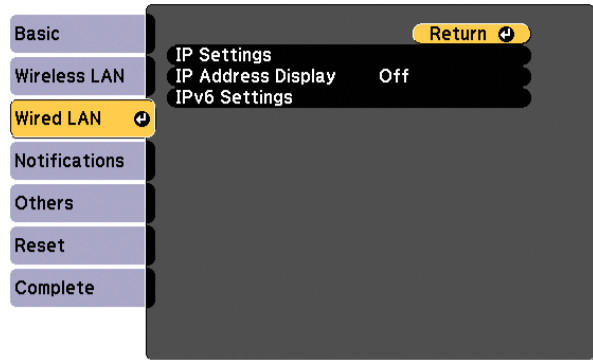 Basic
Wireless LAN
Wired LAN
Notifications
Others
Reset
Complete
Return
IP Settings
IP Address Display Off
IPv6 Settings